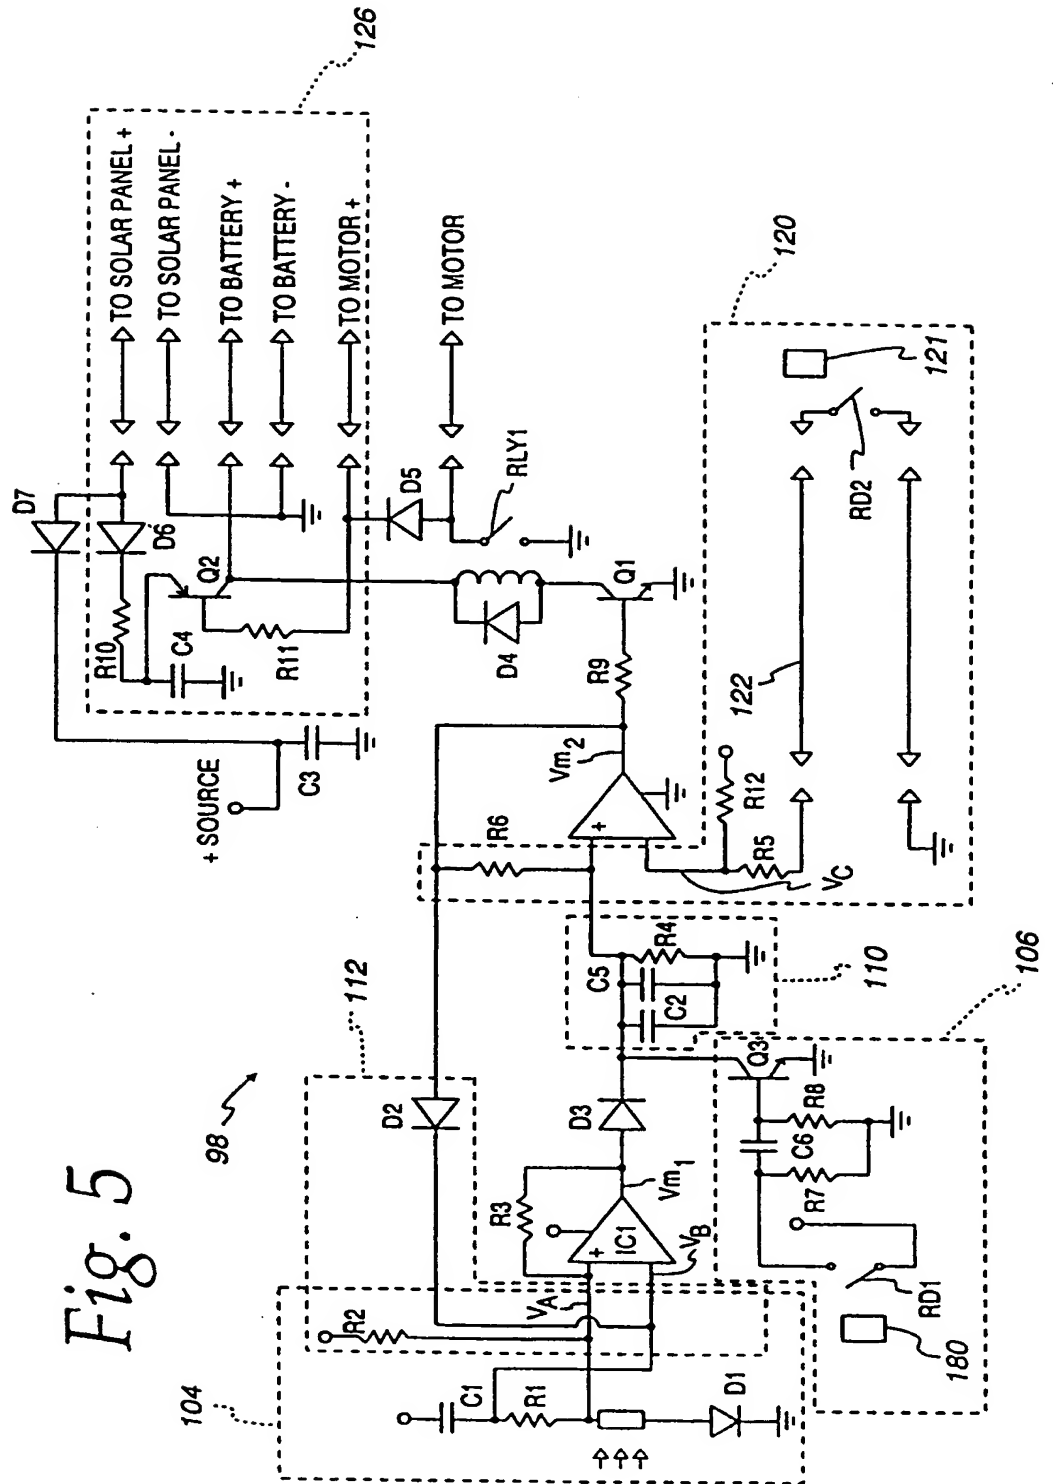 Fig. 5
98
104
112
126
+ SOURCE
C3
D7
D6
R10
C4
Q2
R11
TO SOLAR PANEL +
TO SOLAR PANEL -
TO BATTERY +
TO BATTERY -
TO MOTOR +
TO MOTOR
D5
RLY1
D4
Q1
R9
Vm2
R6
+
R12
R5
VC
120
122
RD2
121
D2
R2
VA
R3
+
IC1
VB
Vm1
D3
C5
C2
R4
110
C1
R1
D1
Q3
C6
R8
R7
RD1
180
106